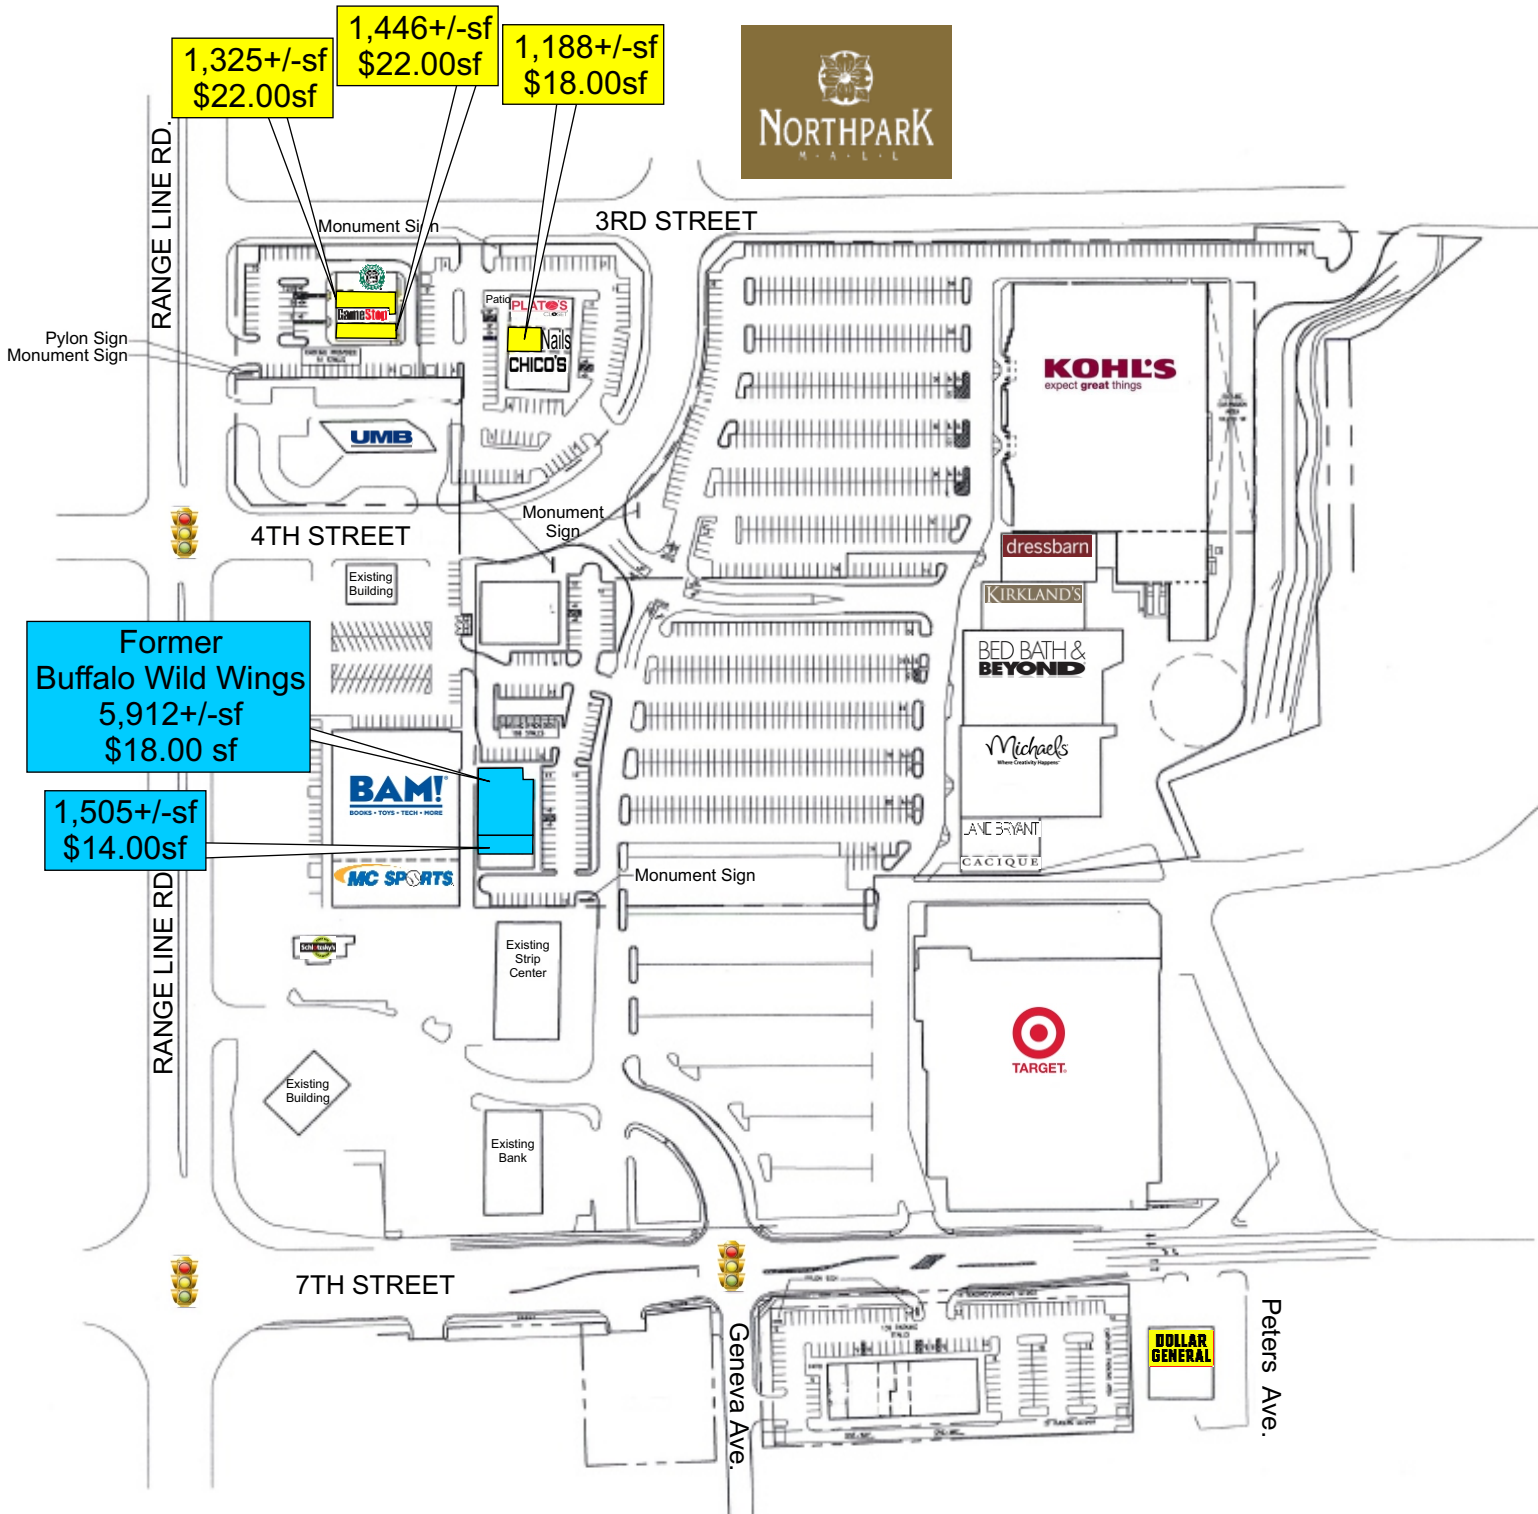 1,325+/-sf
$22.00sf
1,446+/-sf
$22.00sf
1,188+/-sf
$18.00sf
NORTHPARK
M·A·L·L
RANGE LINE RD.
3RD STREET
Monument Sign
Patio
PLATO'S
CLOSET
GameStop
Nails
CHICO'S
Pylon Sign
Monument Sign
UMB
KOHL'S
expect great things
4TH STREET
Monument
Sign
Existing
Building
dressbarn
KIRKLAND'S
BED BATH &
BEYOND
Former
Buffalo Wild Wings
5,912+/-sf
$18.00 sf
Michaels
Where Creativity Happens
BAM!
BOOKS • TOYS • TECH • MORE
1,505+/-sf
$14.00sf
LANE BRYANT
CACIQUE
MC SPORTS
Monument Sign
RANGE LINE RD
Schlotzsky's
Existing
Strip
Center
TARGET
Existing
Building
Existing
Bank
7TH STREET
Geneva Ave.
Peters Ave.
DOLLAR
GENERAL